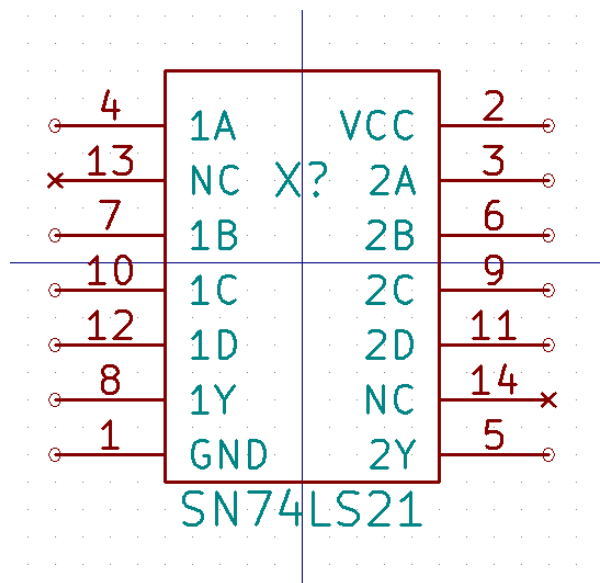 4 1A VCC 2
13 NC X? 2A 3
7 1B 2B 6
10 1C 2C 9
12 1D 2D 11
8 1Y NC 14
1 GND 2Y 5
SN74LS21